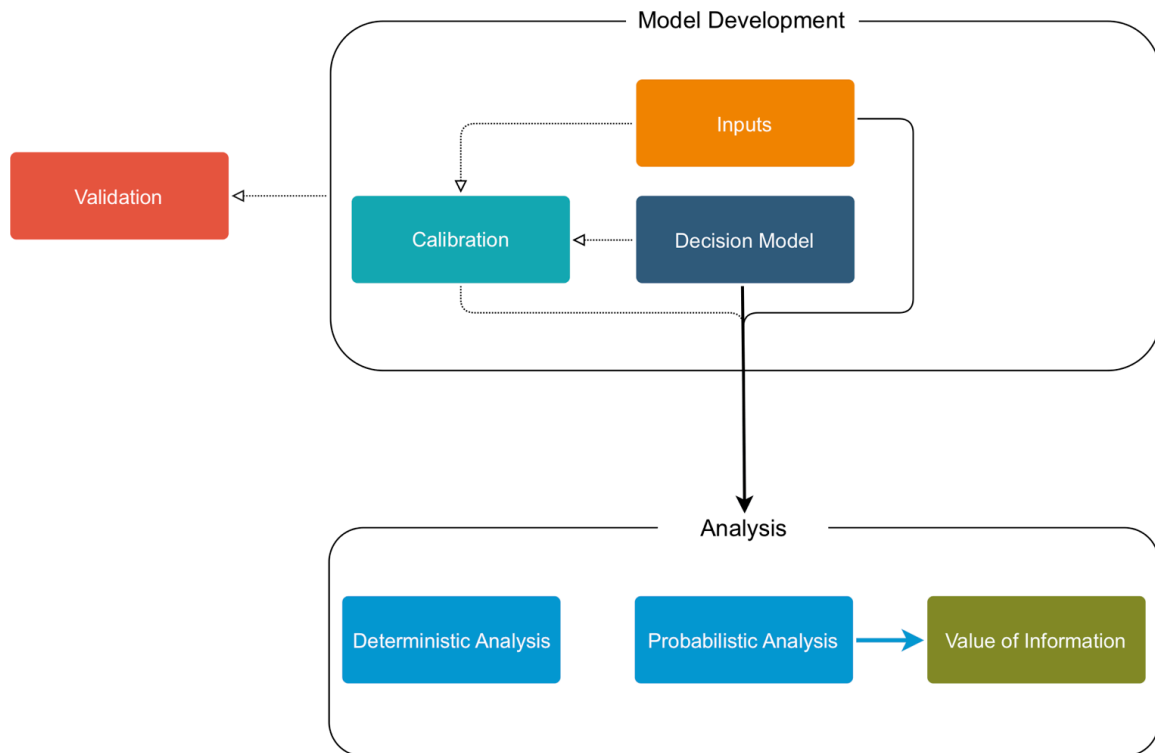 Model Development
Inputs
Validation
Calibration
Decision Model
Analysis
Deterministic Analysis
Probabilistic Analysis
Value of Information